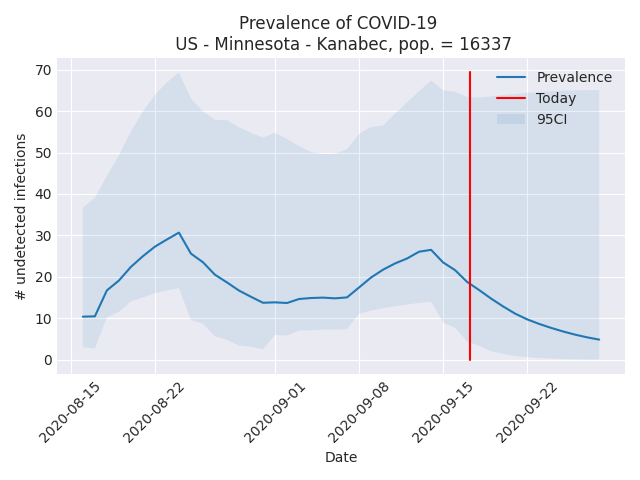 Prevalence of COVID-19
US - Minnesota - Kanabec, pop. = 16337
70
60
50
40
30
20
10
0
# undetected infections
Prevalence
Today
95CI
2020-08-15
2020-08-22
2020-09-01
2020-09-08
2020-09-15
2020-09-22
Date